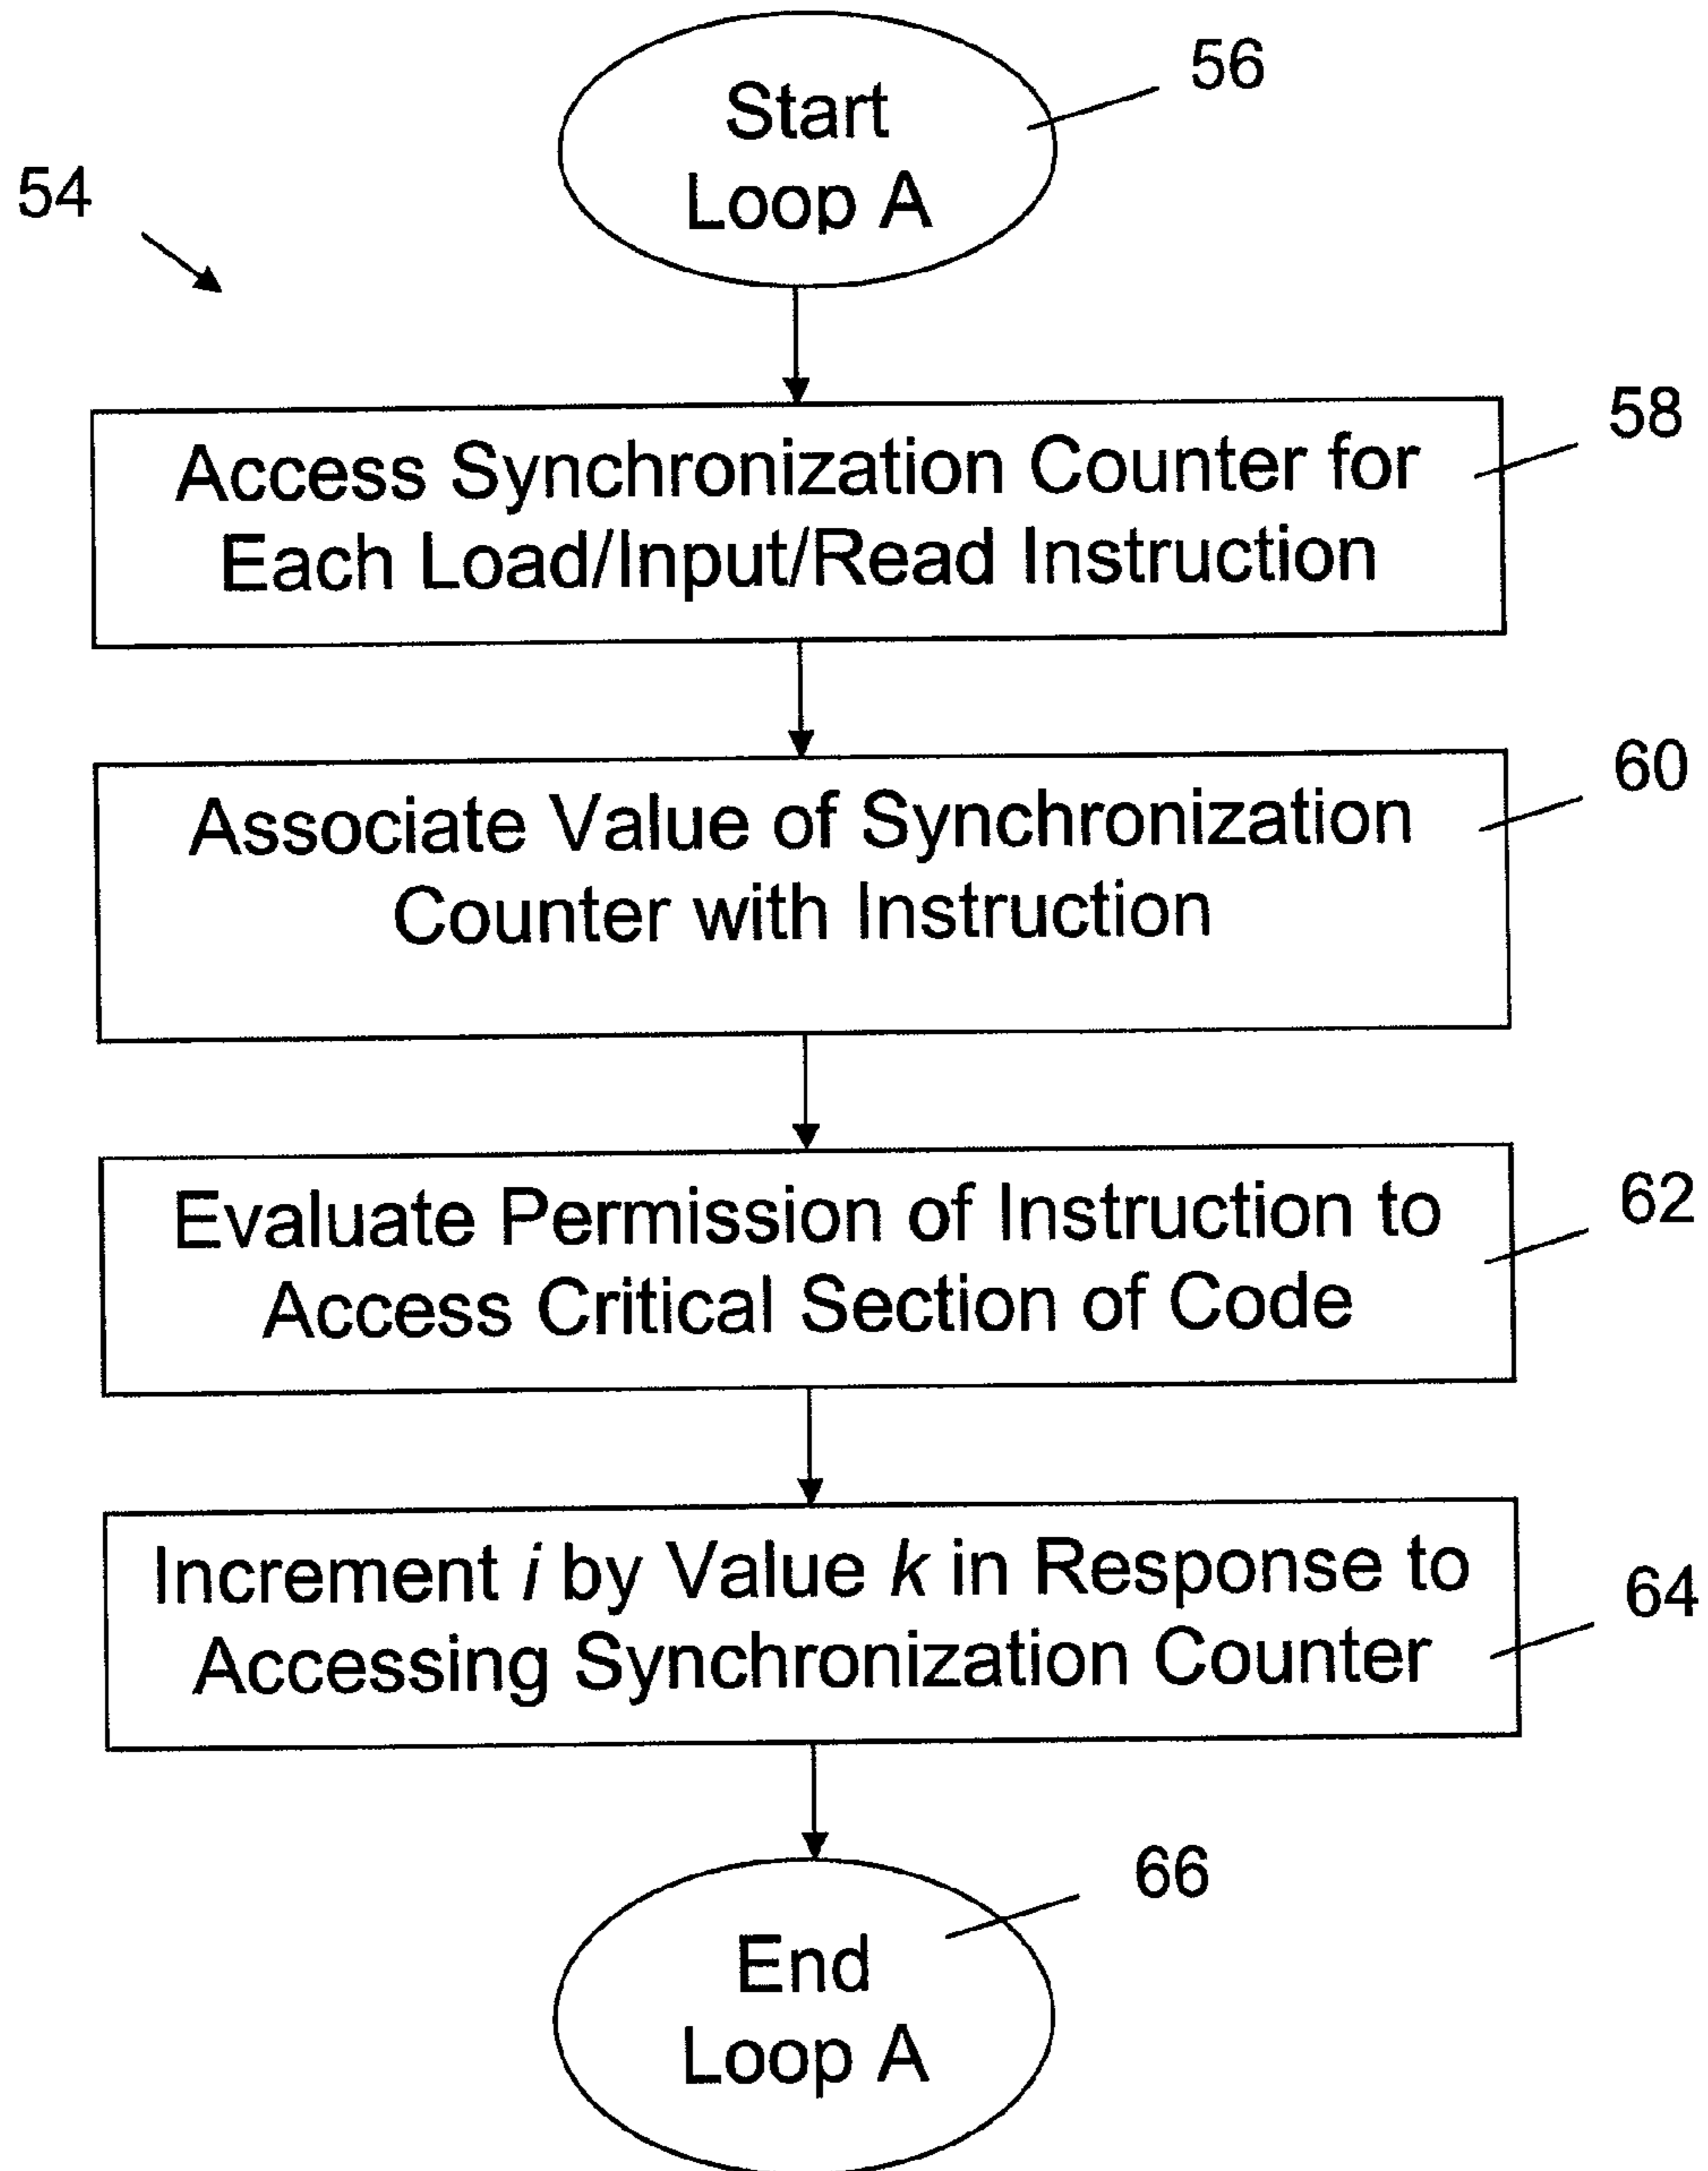 56
Start
Loop A
54
58
Access Synchronization Counter for
Each Load/Input/Read Instruction
60
Associate Value of Synchronization
Counter with Instruction
62
Evaluate Permission of Instruction to
Access Critical Section of Code
Increment i by Value k in Response to
64
Accessing Synchronization Counter
66
End
Loop A